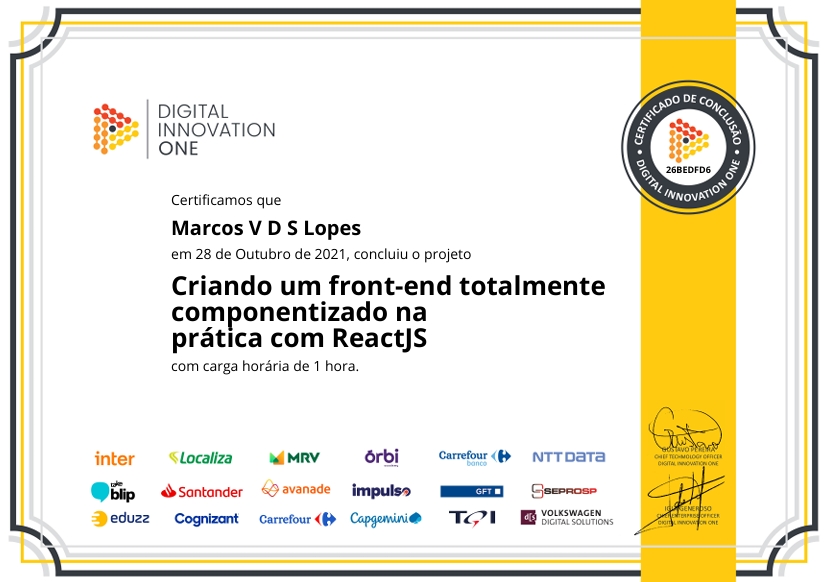 DIGITAL
INNOVATION
ONE
CERTIFICADO DE CONCLUSÃO
26BEDFD6
DIGITAL INNOVATION ONE
Certificamos que
Marcos V D S Lopes
em 28 de Outubro de 2021, concluiu o projeto
Criando um front-end totalmente
componentizado na
prática com ReactJS
com carga horária de 1 hora.
inter
Localiza
MRV
órbi
Carrefour
banco
NTT DATA
take
blip
Santander
avanade
impulso
GFT
SEPROSP
eduzz
Cognizant
Carrefour
Capgemini
TQI
VOLKSWAGEN
DIGITAL SOLUTIONS
GUSTAVO PEREIRA
CHIEF TECHNOLOGY OFFICER
DIGITAL INNOVATION ONE
DIGITAL INNOVATION ONE